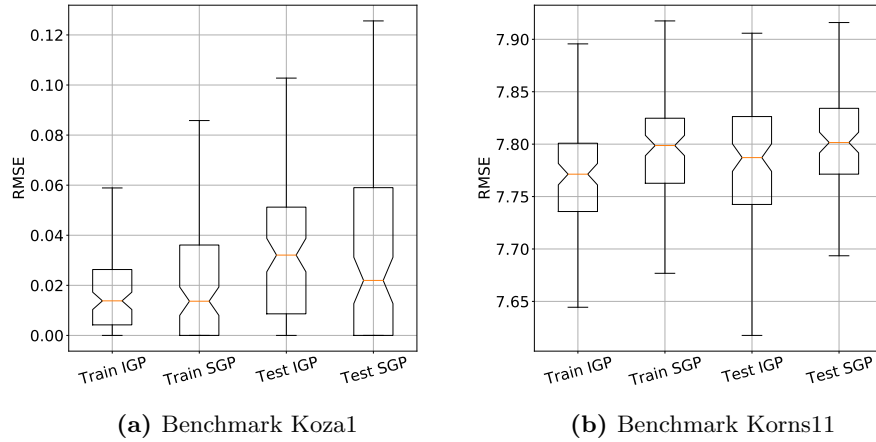 0.12
0.10
0.08
0.06
0.04
0.02
0.00
RMSE
Train IGP
Train SGP
Test IGP
Test SGP
(a) Benchmark Koza1
7.90
7.85
7.80
7.75
7.70
7.65
RMSE
Train IGP
Train SGP
Test IGP
Test SGP
(b) Benchmark Korns11